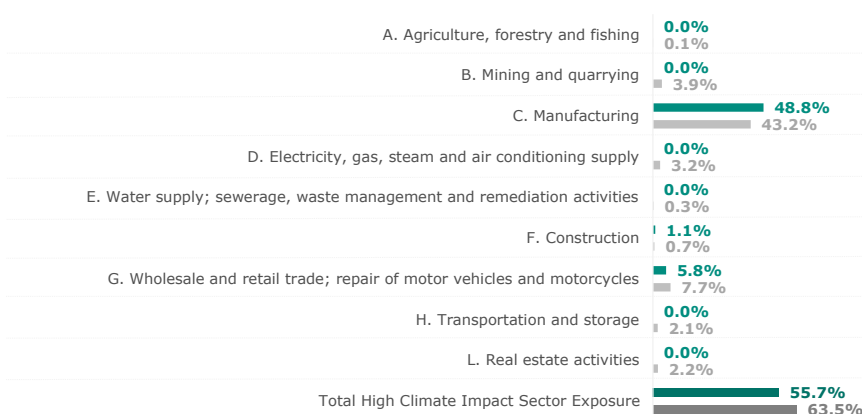 A. Agriculture, forestry and fishing
0.0%
0.1%
B. Mining and quarrying
0.0%
3.9%
C. Manufacturing
48.8%
43.2%
D. Electricity, gas, steam and air conditioning supply
0.0%
3.2%
E. Water supply; sewerage, waste management and remediation activities
0.0%
0.3%
F. Construction
1.1%
0.7%
G. Wholesale and retail trade; repair of motor vehicles and motorcycles
5.8%
7.7%
H. Transportation and storage
0.0%
2.1%
L. Real estate activities
0.0%
2.2%
Total High Climate Impact Sector Exposure
55.7%
63.5%